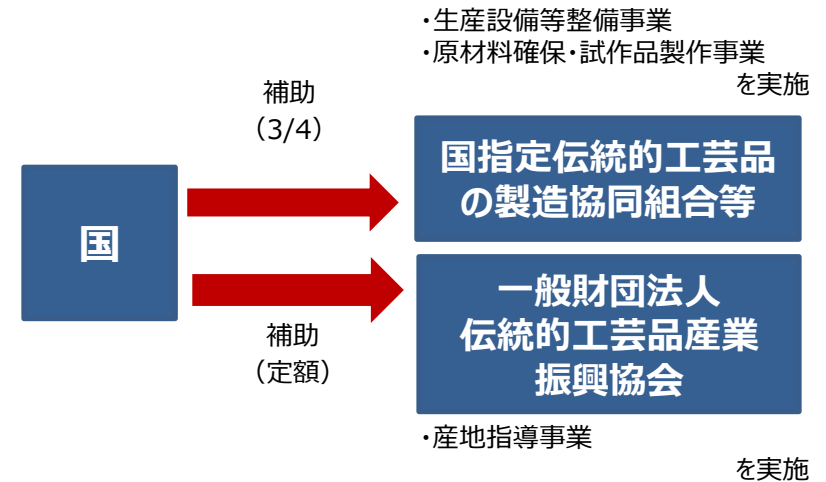 ・生産設備等整備事業
・原材料確保・試作品製作事業
を実施
補助
（3/4）
国指定伝統的工芸品
の製造協同組合等
国
一般財団法人
伝統的工芸品産業
振興協会
補助
（定額）
・産地指導事業
を実施